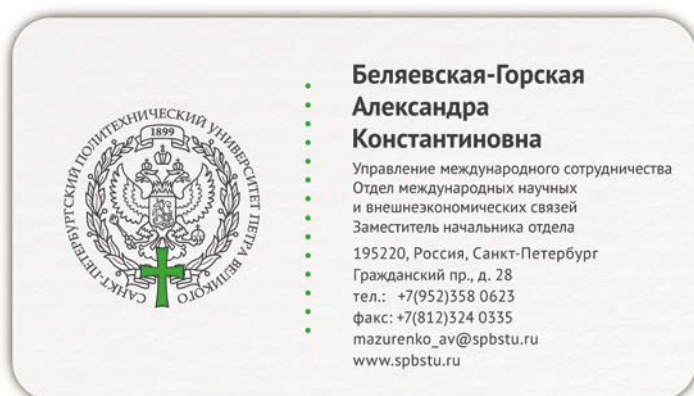 САНКТ-ПЕТЕРБУРГСКИЙ ПОЛИТЕХНИЧЕСКИЙ УНИВЕРСИТЕТ ПЕТРА ВЕЛИКОГО
1899
Беляевская-Горская
Александра
Константиновна
Управление международного сотрудничества
Отдел международных научных
и внешнеэкономических связей
Заместитель начальника отдела
195220, Россия, Санкт-Петербург
Гражданский пр., д. 28
тел.: +7(952)358 0623
факс: +7(812)324 0335
mazurenko_av@spbstu.ru
www.spbstu.ru